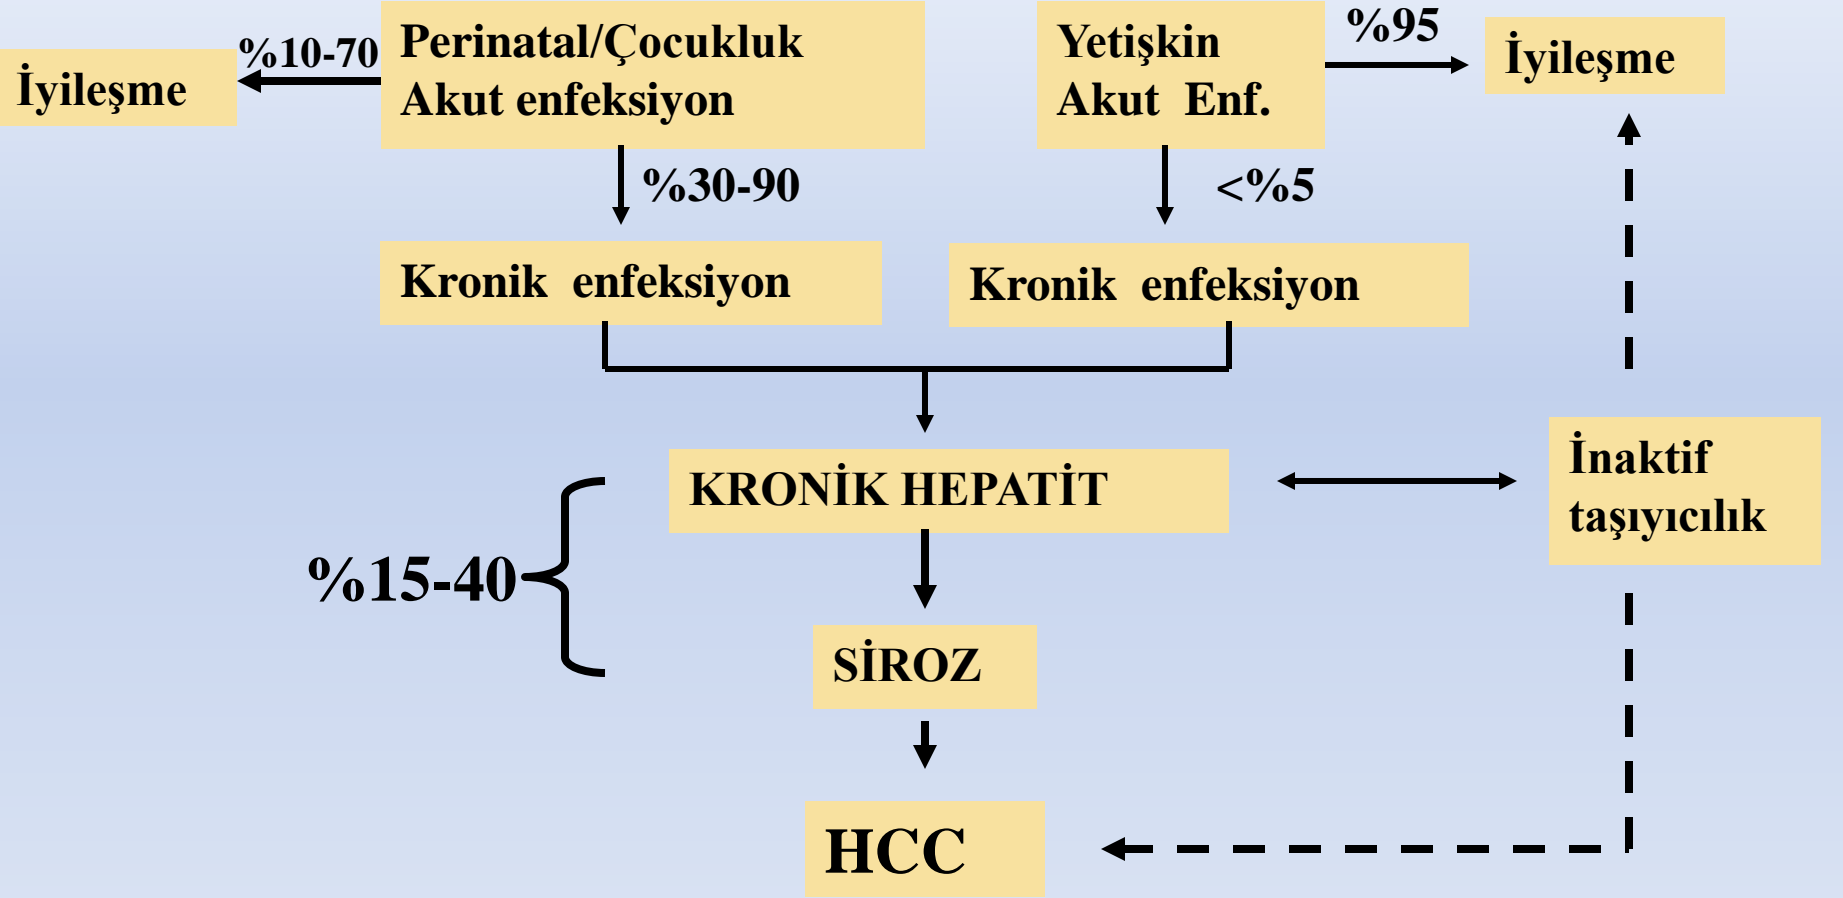 İyileşme
%10-70
Perinatal/Çocukluk
Akut enfeksiyon
Yetişkin
Akut Enf.
%95
İyileşme
%30-90
<%5
Kronik enfeksiyon
Kronik enfeksiyon
KRONİK HEPATİT
İnaktif
taşıyıcılık
%15-40
SİROZ
HCC